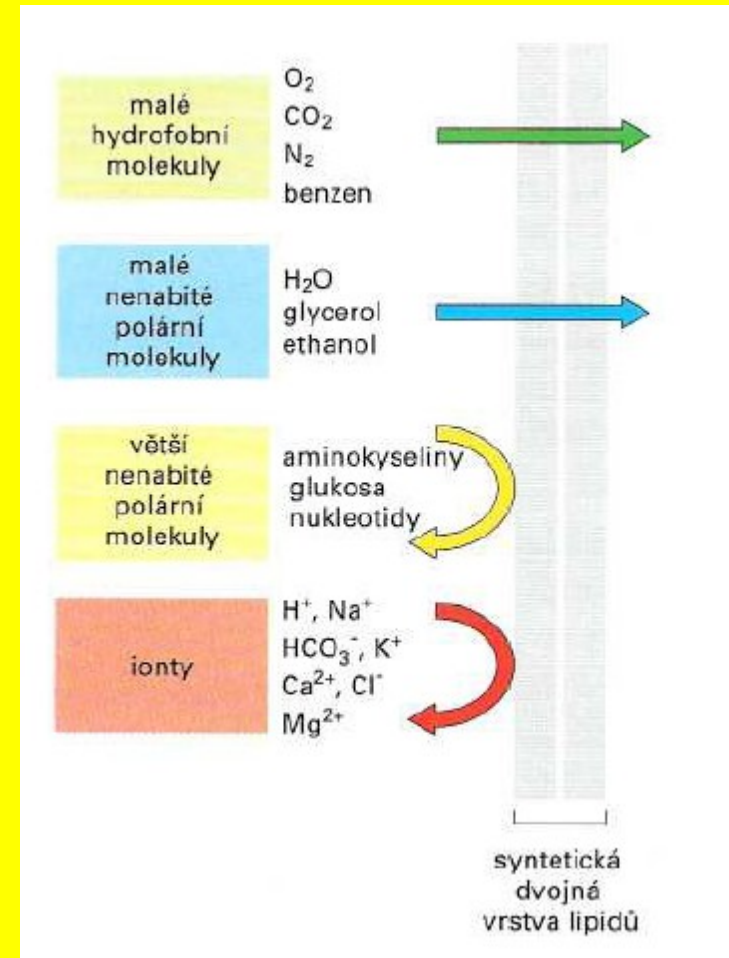 malé
hydrofobní
molekuly
O₂
CO₂
N₂
benzen
malé
nenabité
polární
molekuly
H₂O
glycerol
ethanol
větší
nenabité
polární
molekuly
aminokyseliny
glukosa
nukleotidy
ionty
H⁺, Na⁺
HCO₃⁻, K⁺
Ca²⁺, Cl⁻
Mg²⁺
syntetická
dvojná
vrstva lipidů